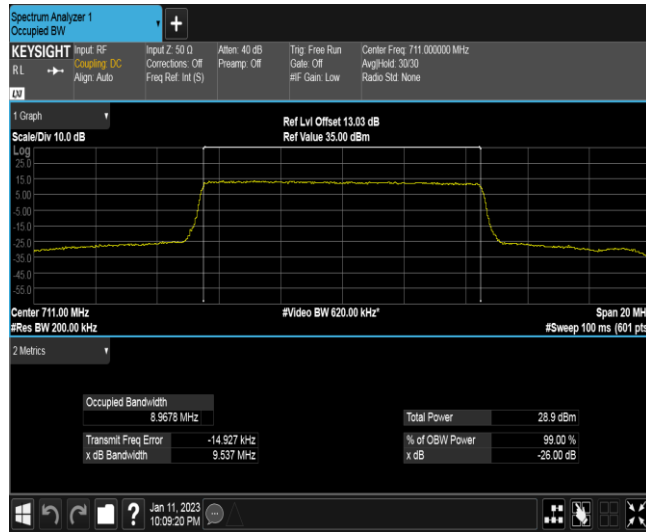 Spectrum Analyzer 1
Occupied BW
KEYSIGHT
RL
LXI
Input: RF
Coupling: DC
Align: Auto
Input Z: 50 Ω
Corrections: Off
Freq Ref: Int (S)
Atten: 40 dB
Preamp: Off
Trig: Free Run
Gate: Off
#IF Gain: Low
Center Freq: 711.000000 MHz
Avg|Hold: 30/30
Radio Std: None
1 Graph
Scale/Div 10.0 dB
Ref Lvl Offset 13.03 dB
Ref Value 35.00 dBm
Log
25.0
15.0
5.00
-5.00
-15.0
-25.0
-35.0
-45.0
-55.0
Center 711.00 MHz
#Video BW 620.00 kHz*
Span 20 MH
#Res BW 200.00 kHz
#Sweep 100 ms (601 pts
2 Metrics
Occupied Bandwidth
8.9678 MHz
Total Power 28.9 dBm
Transmit Freq Error -14.927 kHz
% of OBW Power 99.00 %
x dB Bandwidth 9.537 MHz
x dB -26.00 dB
?
Jan 11, 2023
10:09:20 PM